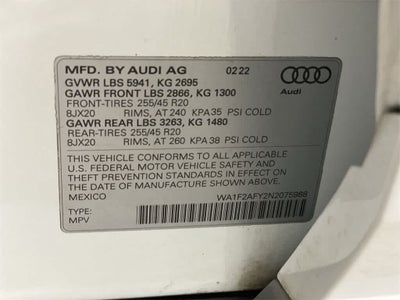 MFD. BY AUDI AG 02/22
GVWR LBS 5941, KG 2695
GAWR FRONT LBS 2866, KG 1300
FRONT-TIRES 255/45 R20
8JX20 RIMS, AT 240 KPA 35 PSI COLD
GAWR REAR LBS 3263, KG 1480
REAR-TIRES 255/45 R20
8JX20 RIMS, AT 260 KPA 38 PSI COLD
Audi
THIS VEHICLE CONFORMS TO ALL APPLICABLE
U.S. FEDERAL MOTOR VEHICLE SAFETY AND
THEFT PREVENTION STANDARDS IN EFFECT ON
THE DATE OF MANUFACTURE SHOWN ABOVE.
MEXICO WA1F2AFY2N2075988
TYPE:
MPV